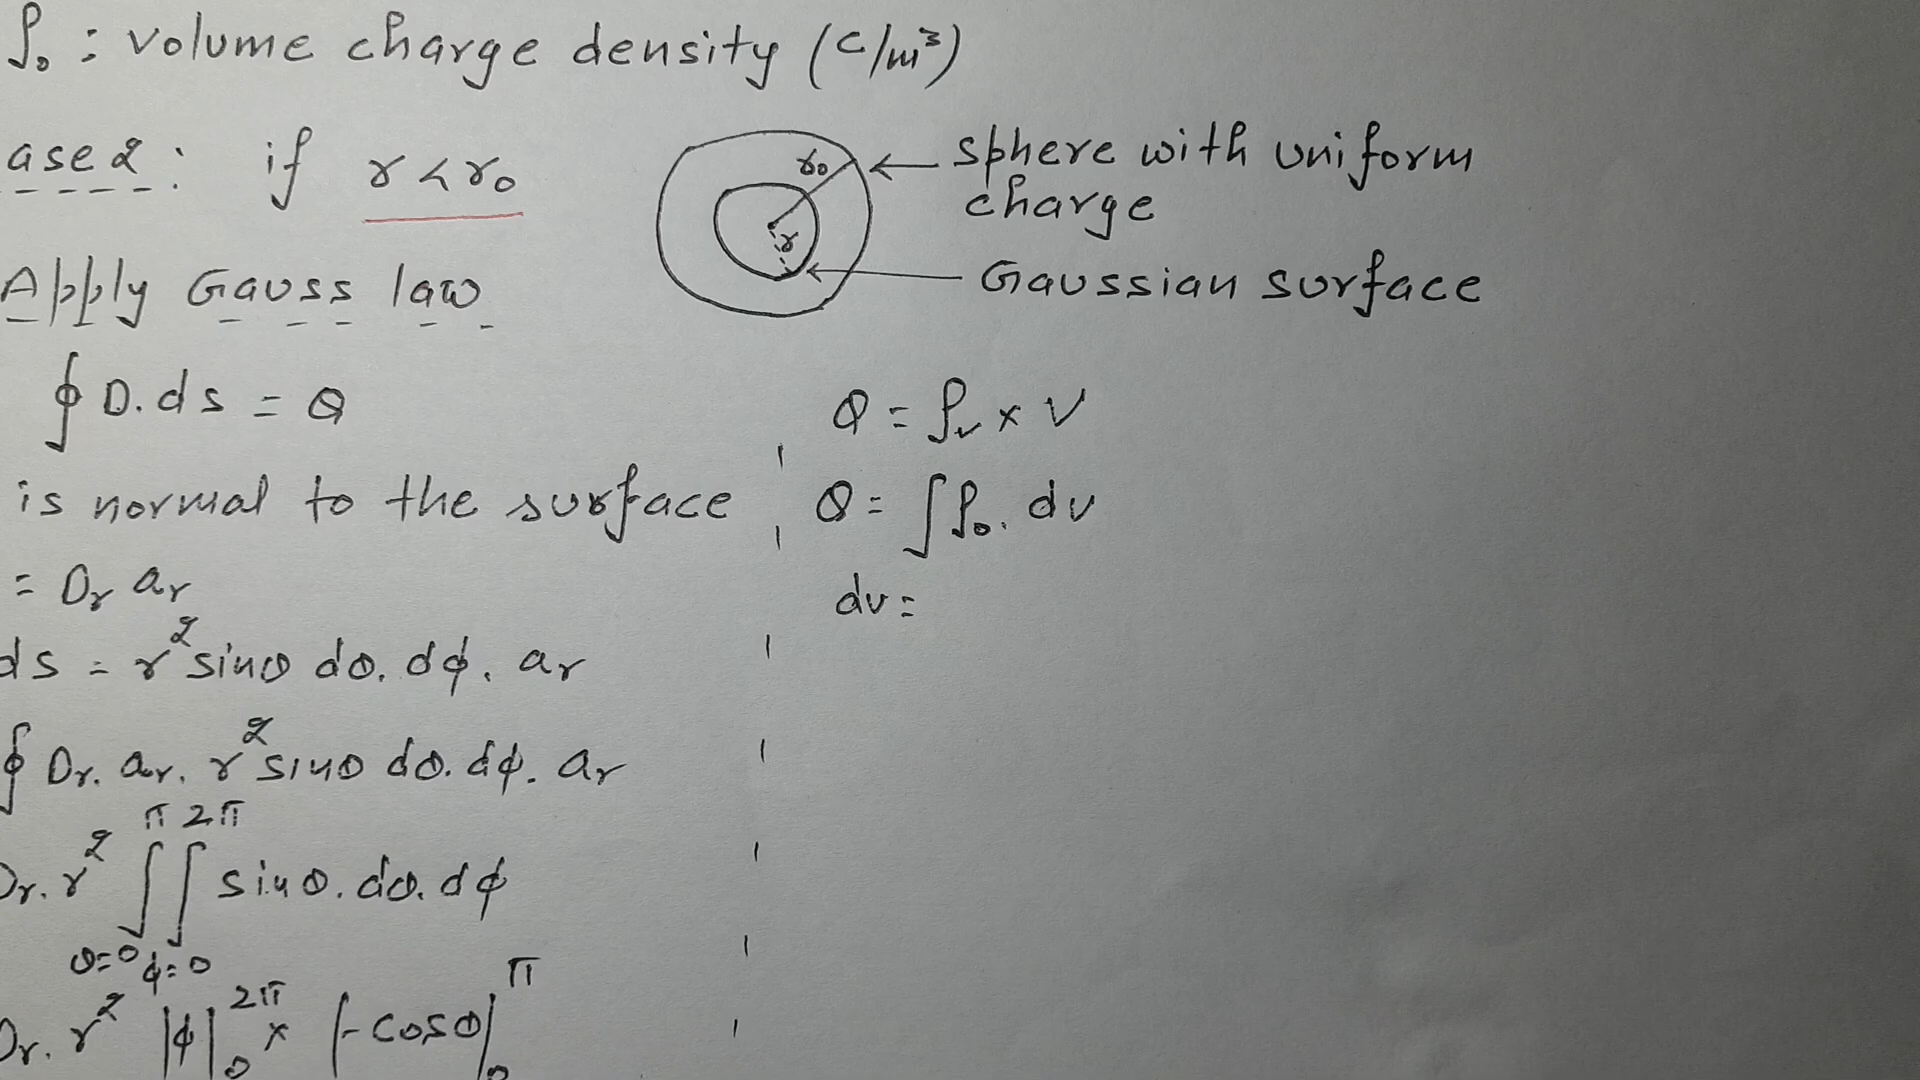 ρ₀ : volume charge density (C/m³)
ase 2 : if r < r₀
r₀
r
sphere with uniform
charge
Gaussian surface
Apply Gauss law
∮ D. ds = Q
is normal to the surface
= Dr ar
ds = r² sinθ dθ. dϕ. ar
∮ Dr. ar. r² sinθ dθ. dϕ. ar
Dr. r² ∫_{θ=0}^{π} ∫_{ϕ=0}^{2π} sinθ. dθ. dϕ
Dr. r² |ϕ|₀^{2π} × |-cosθ|₀^{π}
Q = ρv × V
Q = ∫ρ₀. dv
dv =